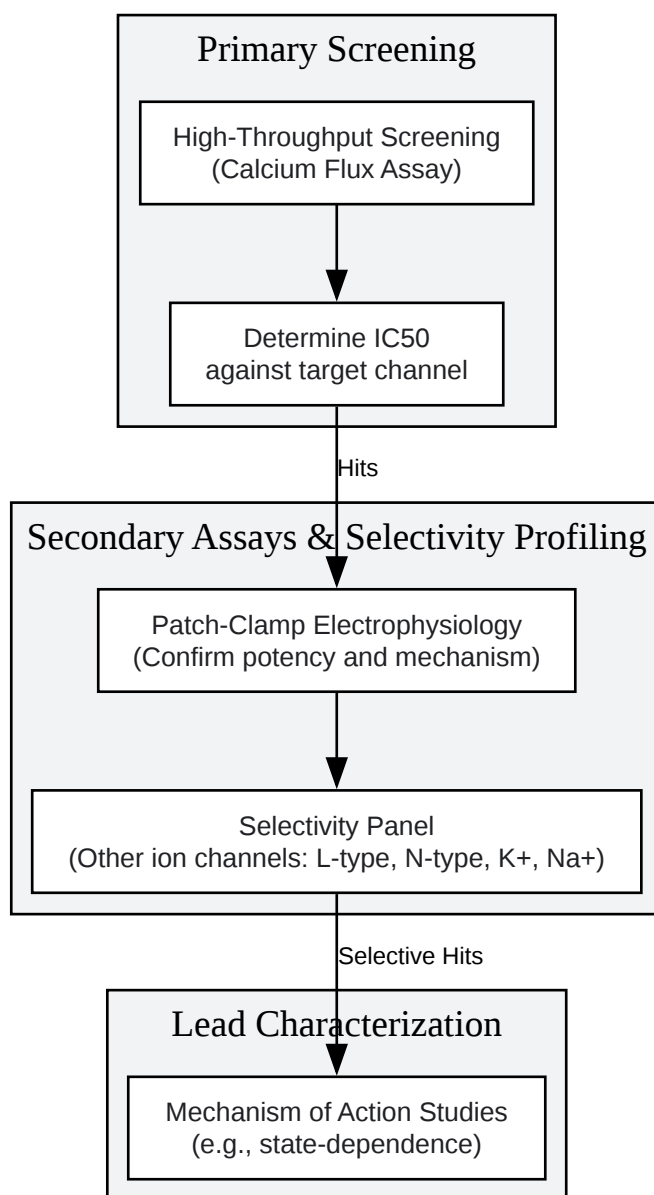 Primary Screening
High-Throughput Screening
(Calcium Flux Assay)
Determine IC50
against target channel
Hits
Secondary Assays & Selectivity Profiling
Patch-Clamp Electrophysiology
(Confirm potency and mechanism)
Selectivity Panel
(Other ion channels: L-type, N-type, K+, Na+)
Selective Hits
Lead Characterization
Mechanism of Action Studies
(e.g., state-dependence)